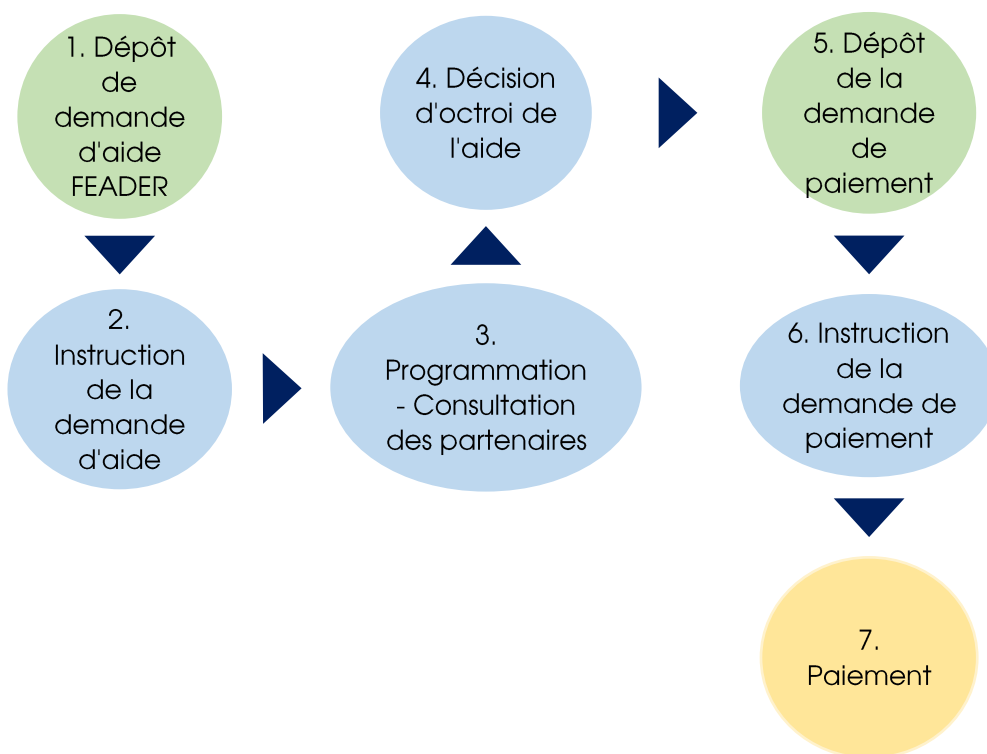 1. Dépôt
de
demande
d'aide
FEADER
2.
Instruction
de la
demande
d'aide
3.
Programmation
- Consultation
des partenaires
4. Décision
d'octroi de
l'aide
5. Dépôt
de la
demande
de
paiement
6. Instruction
de la
demande de
paiement
7.
Paiement